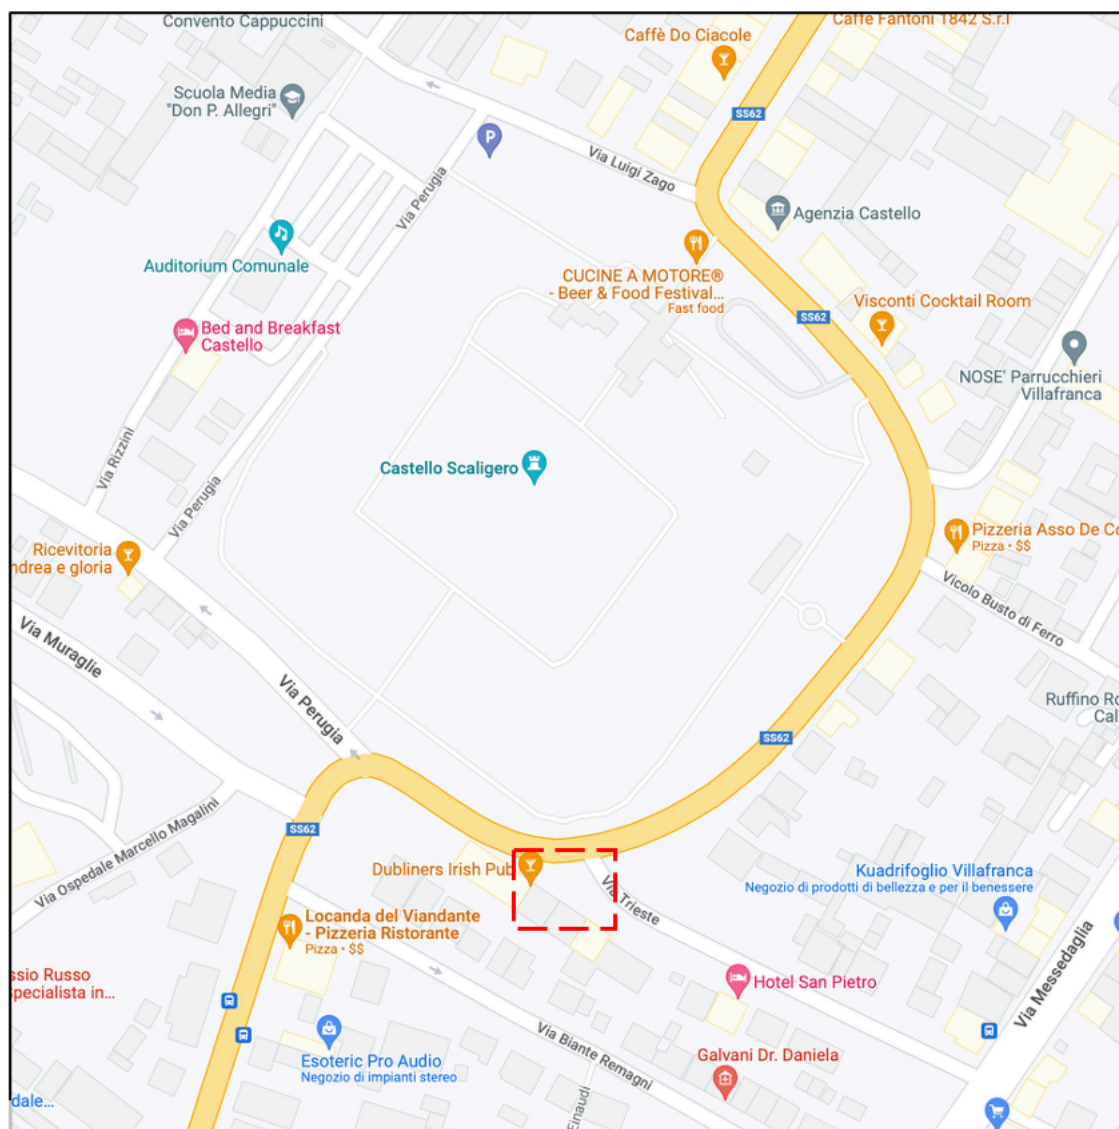 Convento Cappuccini
Caffè Fantoni 1842 S.r.l
Caffè Do Ciacole
Scuola Media
"Don P. Allegri"
SS62
P
Via Luigi Zago
Via Perugia
Agenzia Castello
Auditorium Comunale
CUCINE A MOTORE®
- Beer & Food Festival...
Fast food
Visconti Cocktail Room
SS62
Bed and Breakfast
Castello
NOSE' Parrucchieri
Villafranca
Via Rizzini
Castello Scaligero
Via Perugia
Pizzeria Asso De Co
Pizza • $$
Ricevitoria
ndrea e gloria
Vicolo Busto di Ferro
Via Muraglie
Via Perugia
Ruffino Ro
Cal
SS62
SS62
Via Ospedale Marcello Magalini
Dubliners Irish Pub
Via Trieste
Kuadrifoglio Villafranca
Negozio di prodotti di bellezza e per il benessere
Locanda del Viandante
- Pizzeria Ristorante
Pizza • $$
ssio Russo
pecialista in...
Hotel San Pietro
Via Messedaglia
Via Biante Remagni
Esoteric Pro Audio
Negozio di impianti stereo
Galvani Dr. Daniela
Einaudi
dale...